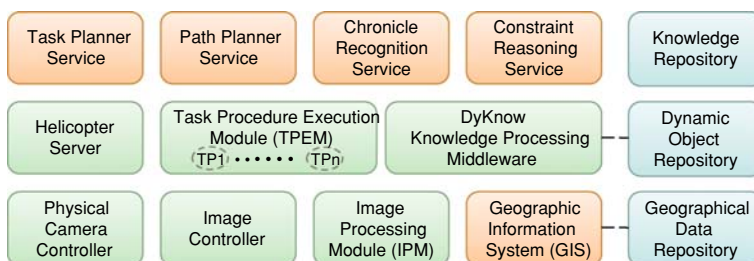 Task Planner
Service
Path Planner
Service
Chronicle
Recognition
Service
Constraint
Reasoning
Service
Knowledge
Repository
Helicopter
Server
Task Procedure Execution
Module (TPEM)
TP1 • • • • • • TPn
DyKnow
Knowledge Processing
Middleware
Dynamic
Object
Repository
Physical
Camera
Controller
Image
Controller
Image
Processing
Module (IPM)
Geographic
Information
System (GIS)
Geographical
Data
Repository